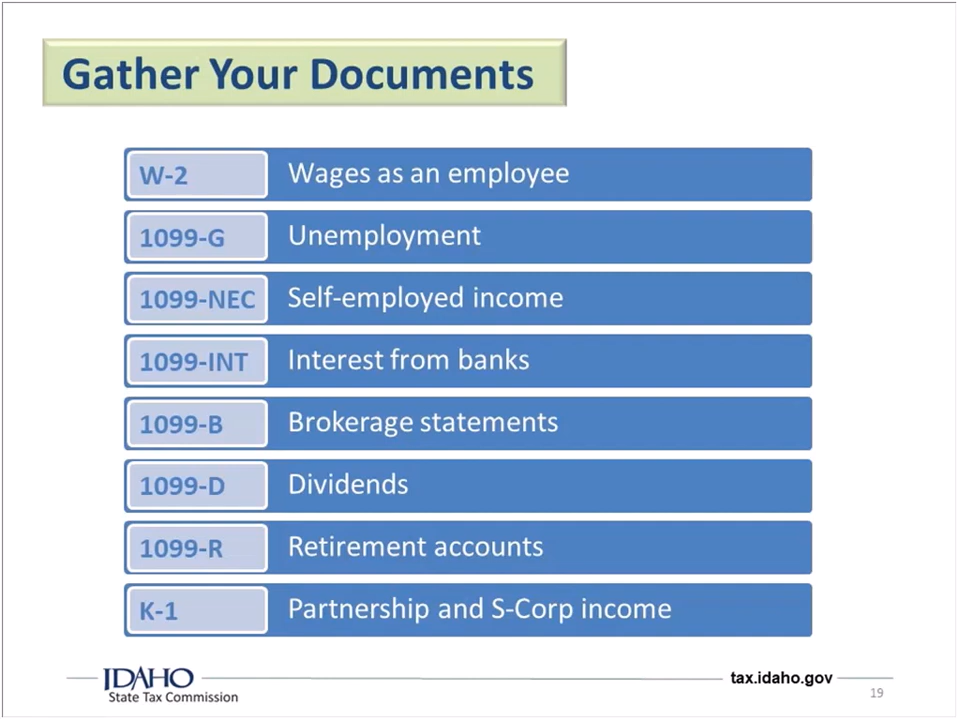 Gather Your Documents
W-2 Wages as an employee
1099-G Unemployment
1099-NEC Self-employed income
1099-INT Interest from banks
1099-B Brokerage statements
1099-D Dividends
1099-R Retirement accounts
K-1 Partnership and S-Corp income
IDAHO
State Tax Commission
tax.idaho.gov
19